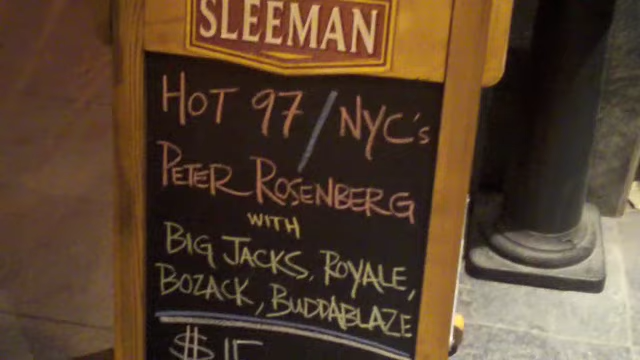 SLEEMAN
HOT 97 / NYC's
PETER ROSENBERG
WITH
BIG JACKS, ROYALE,
BOZACK, BUDDABLAZE
$15